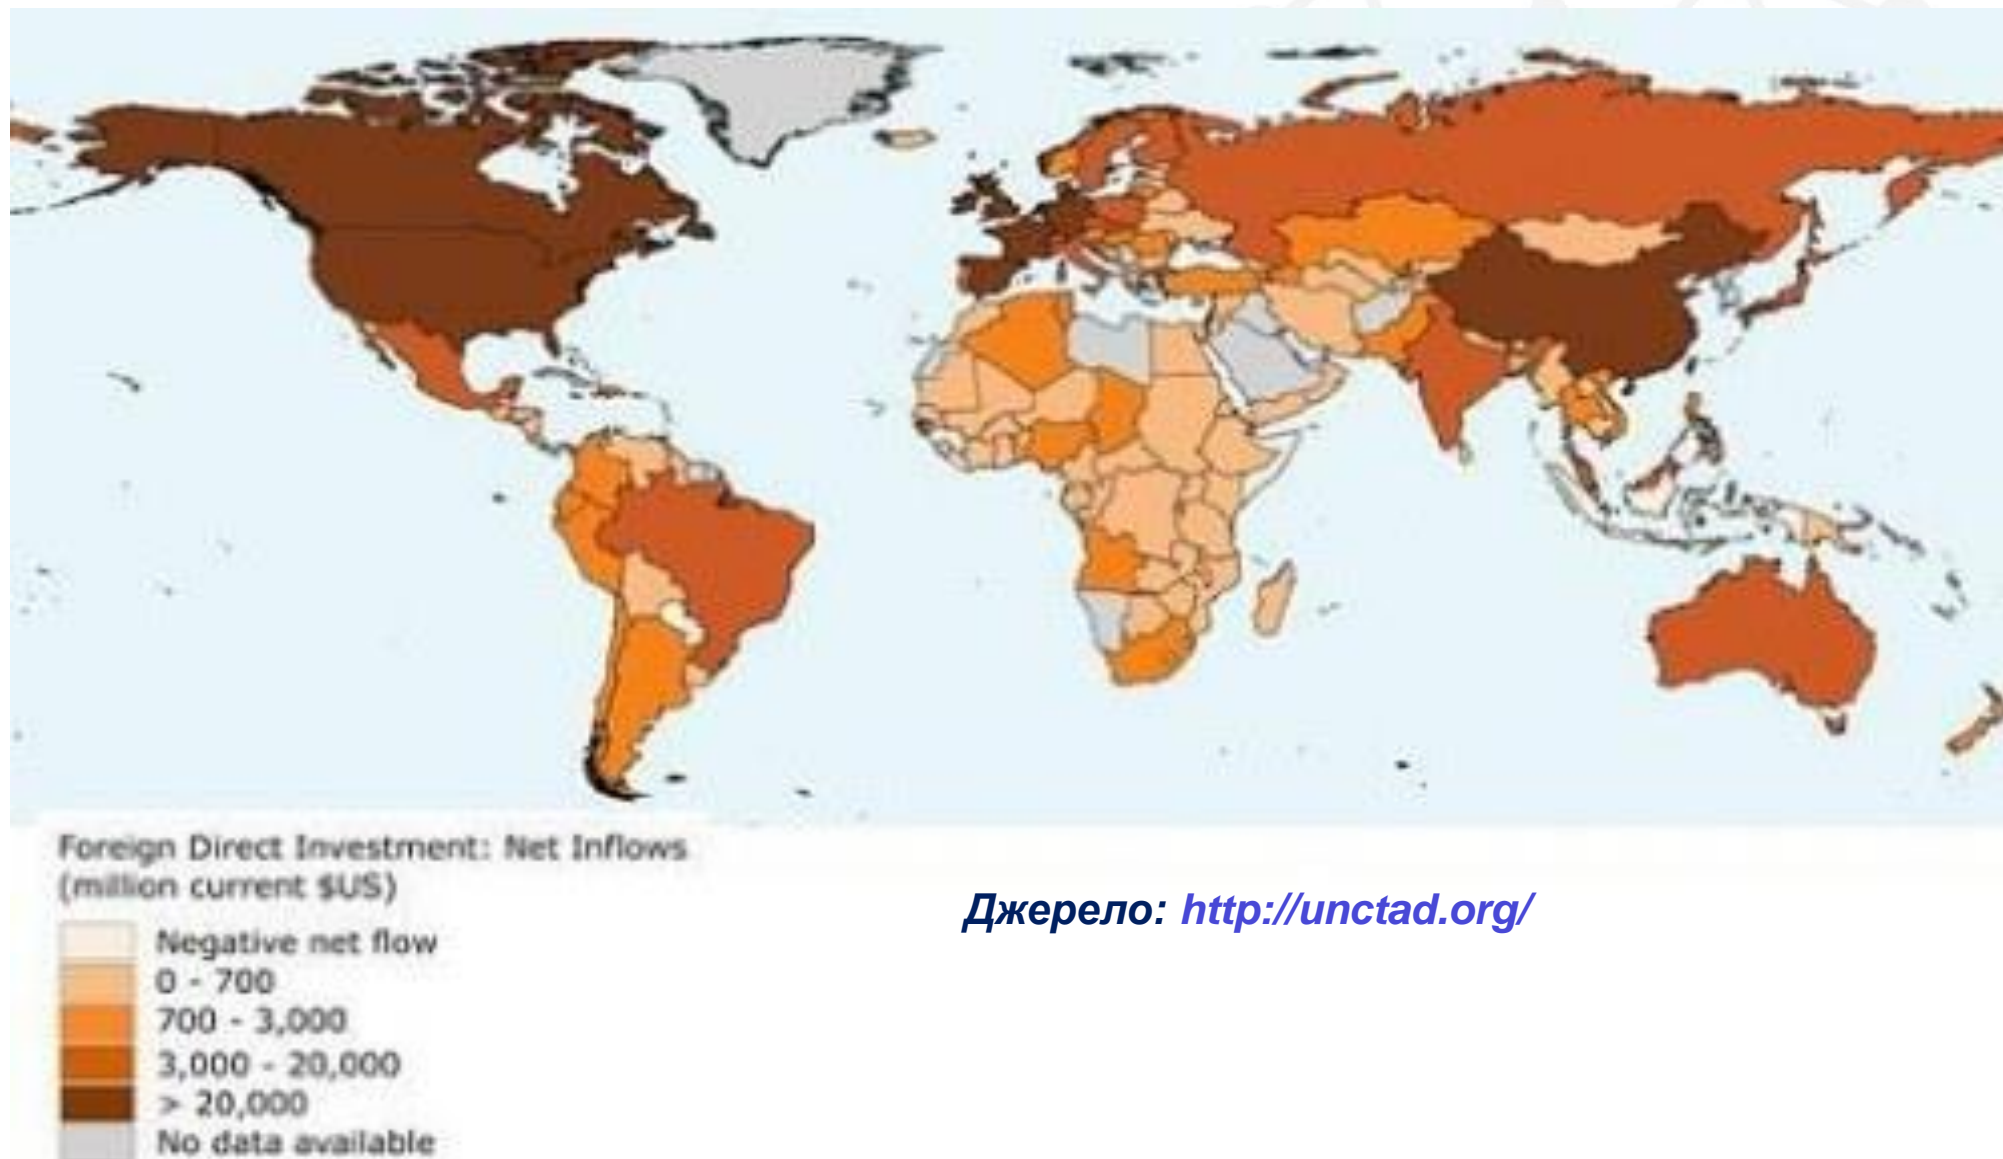 Foreign Direct Investment: Net Inflows
(million current $US)
Negative net flow
0 - 700
700 - 3,000
3,000 - 20,000
> 20,000
No data available
Джерело: http://unctad.org/